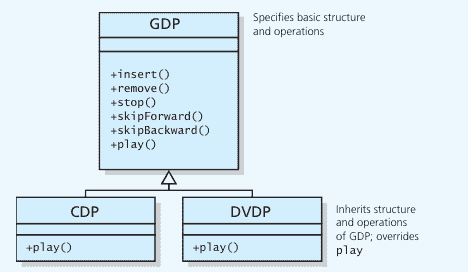 GDP
Specifies basic structure
and operations
+insert()
+remove()
+stop()
+skipForward()
+skipBackward()
+play()
CDP
+play()
DVDP
+play()
Inherits structure
and operations
of GDP; overrides
play